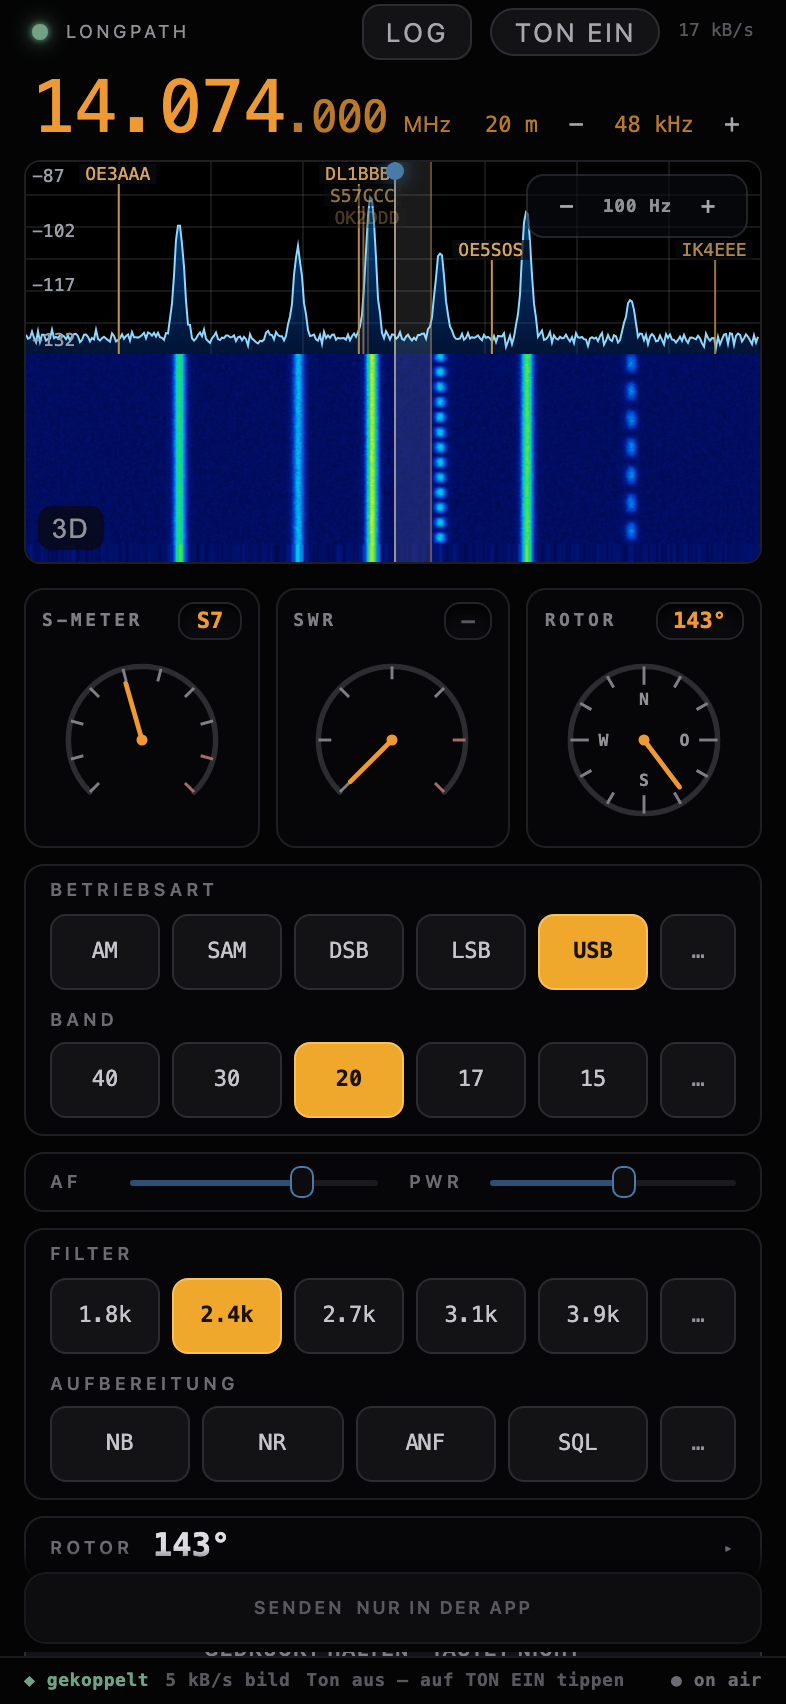 LONGPATH LOG TON EIN 17 kB/s
14.074.000 MHz 20 m − 48 kHz +
−87 OE3AAA DL1BBB
S57CCC − 100 Hz +
OK2DDD
−102
OE5SOS IK4EEE
−117
−132
3D
S−METER S7 SWR — ROTOR 143°
N
W O
S
BETRIEBSART
AM SAM DSB LSB USB …
BAND
40 30 20 17 15 …
AF PWR
FILTER
1.8k 2.4k 2.7k 3.1k 3.9k …
AUFBEREITUNG
NB NR ANF SQL …
ROTOR 143° ▸
SENDEN NUR IN DER APP
◆ gekoppelt 5 kB/s bild Ton aus – auf TON EIN tippen ● on air